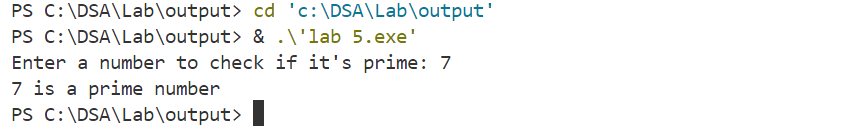 PS C:\DSA\Lab\output> cd 'c:\DSA\Lab\output'
PS C:\DSA\Lab\output> & .\'lab 5.exe'
Enter a number to check if it's prime: 7
7 is a prime number
PS C:\DSA\Lab\output>